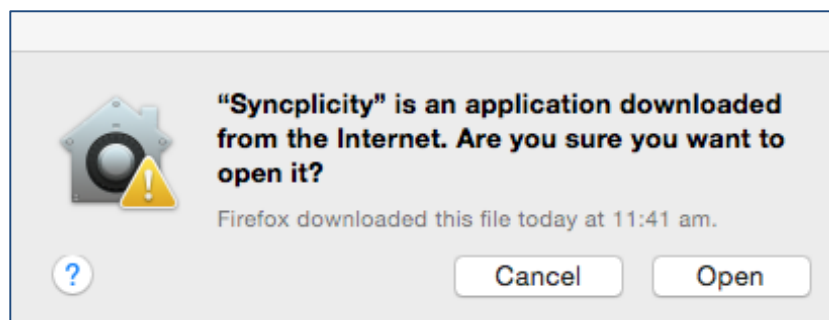 “Syncplicity” is an application downloaded
from the Internet. Are you sure you want to
open it?
Firefox downloaded this file today at 11:41 am.
?
Cancel
Open